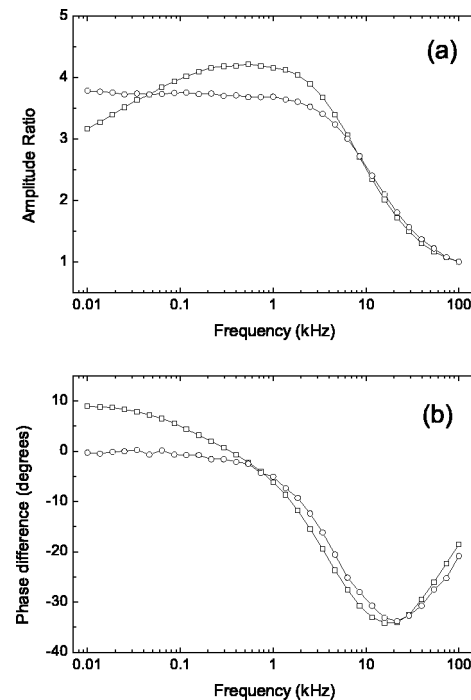 5
4
3
2
1
Amplitude Ratio
(a)
0.01 0.1 1 10 100
Frequency (kHz)
10
0
-10
-20
-30
-40
Phase difference (degrees)
(b)
0.01 0.1 1 10 100
Frequency (kHz)